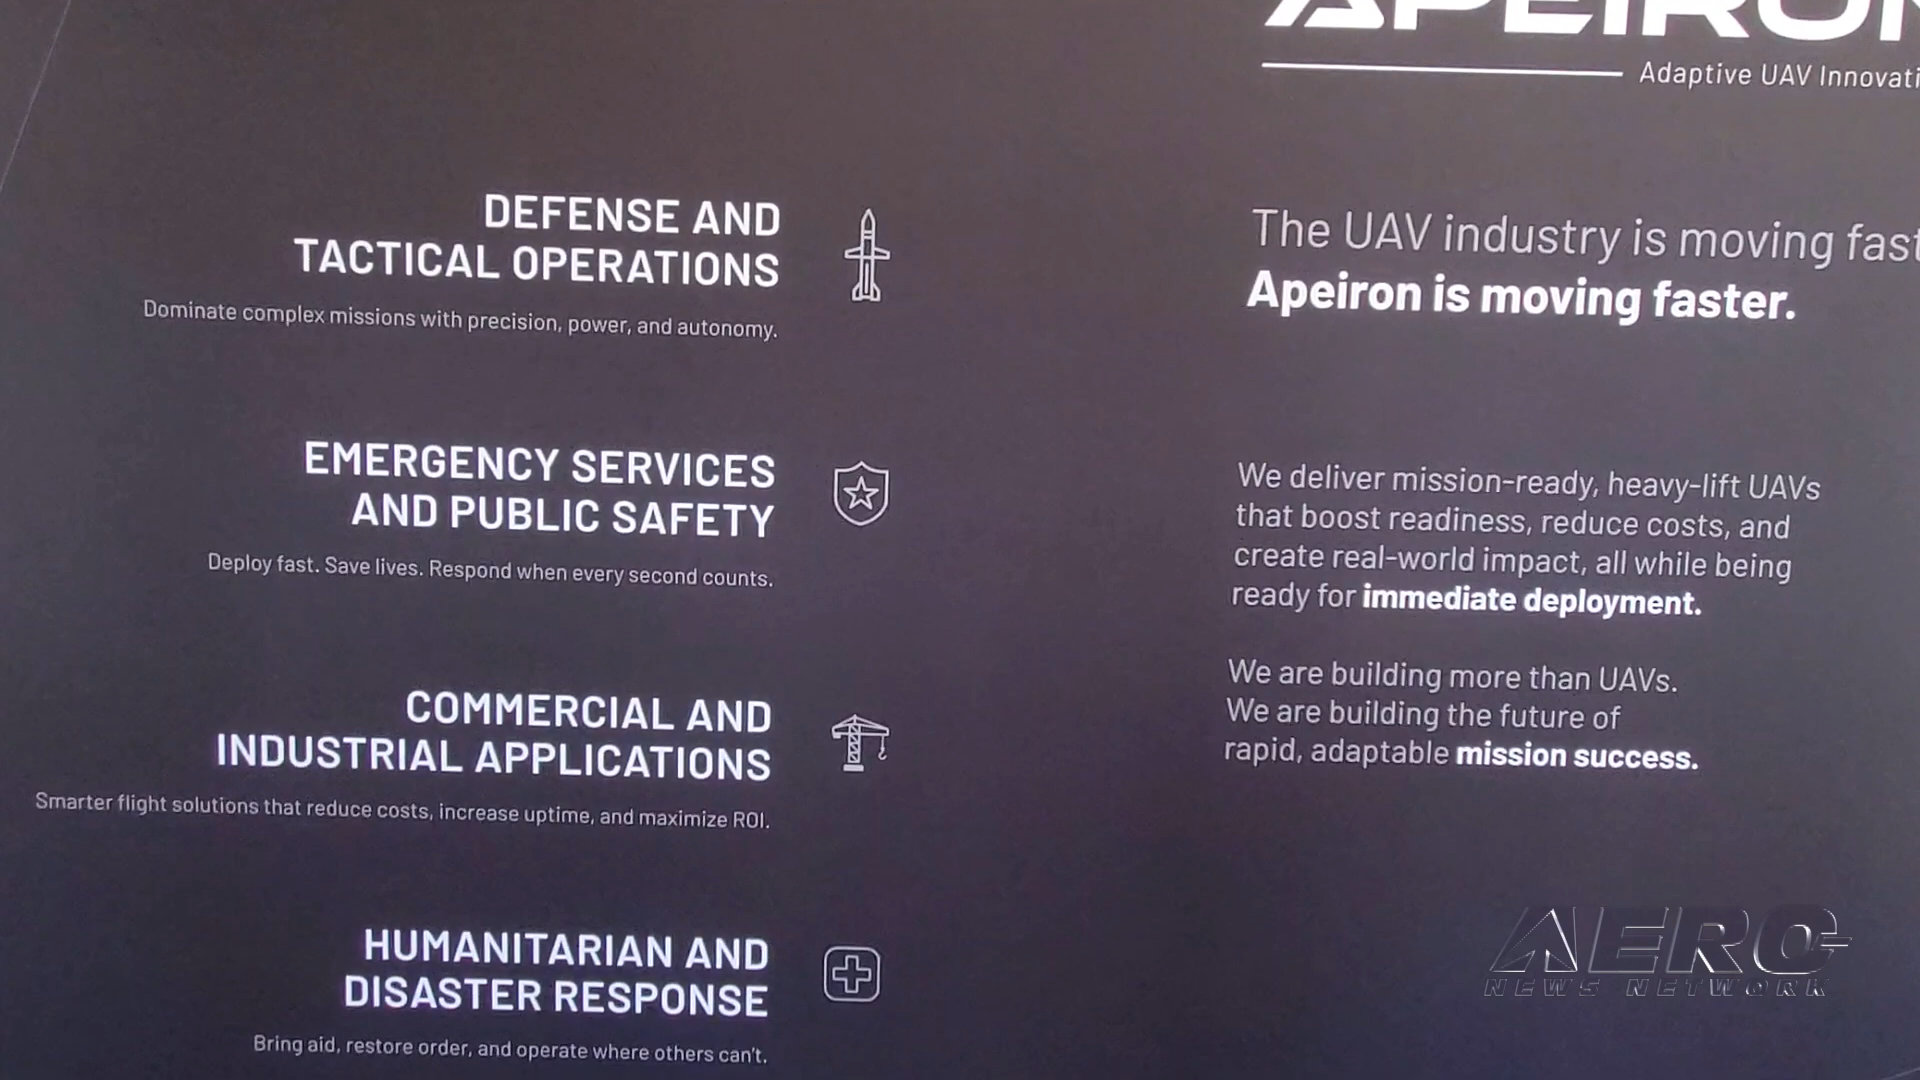 DEFENSE AND
TACTICAL OPERATIONS
Dominate complex missions with precision, power, and autonomy.
EMERGENCY SERVICES
AND PUBLIC SAFETY
Deploy fast. Save lives. Respond when every second counts.
COMMERCIAL AND
INDUSTRIAL APPLICATIONS
Smarter flight solutions that reduce costs, increase uptime, and maximize ROI.
HUMANITARIAN AND
DISASTER RESPONSE
Bring aid, restore order, and operate where others can't.
APEIRON
Adaptive UAV Innovati
The UAV industry is moving fast
Apeiron is moving faster.
We deliver mission-ready, heavy-lift UAVs
that boost readiness, reduce costs, and
create real-world impact, all while being
ready for immediate deployment.
We are building more than UAVs.
We are building the future of
rapid, adaptable mission success.
AERO
NEWS NETWORK